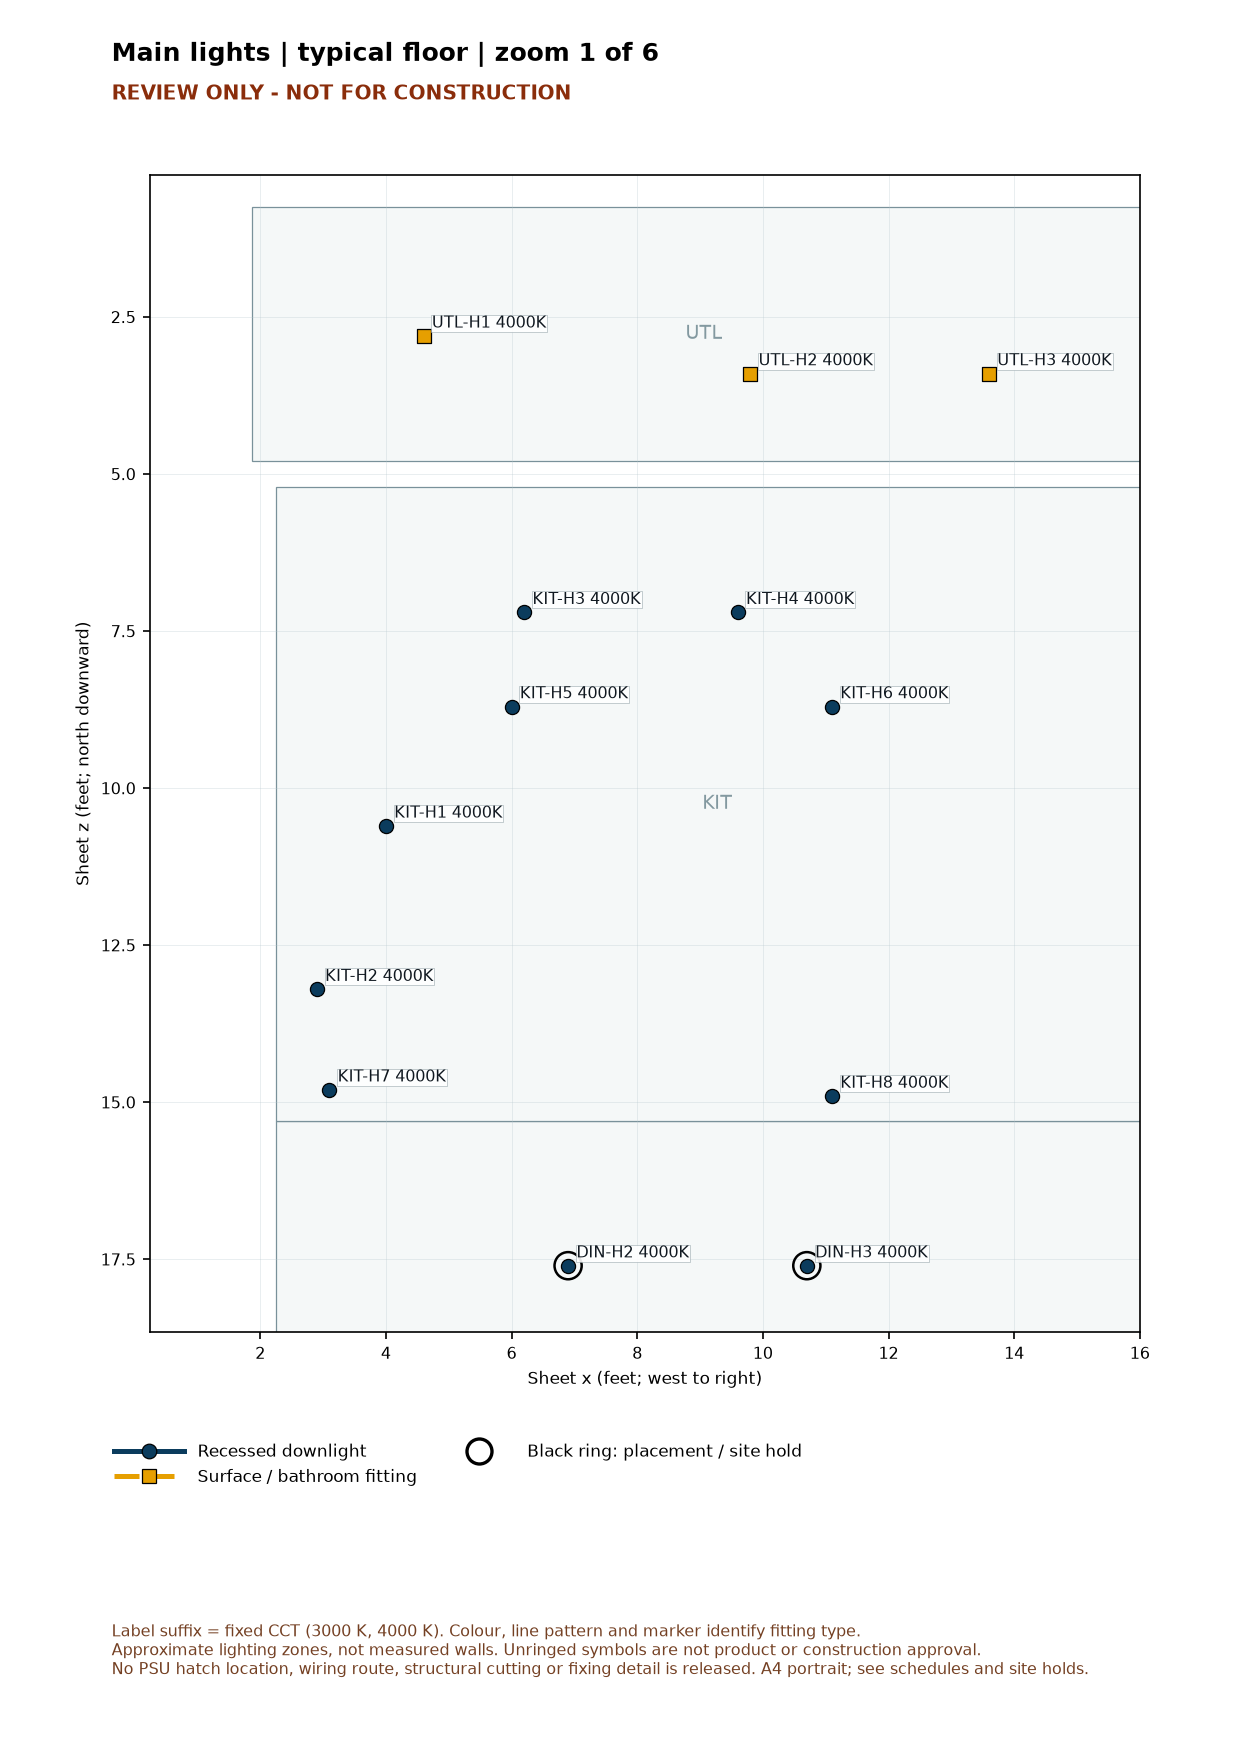 Main lights | typical floor | zoom 1 of 6
REVIEW ONLY - NOT FOR CONSTRUCTION
UTL-H1 4000K
UTL
UTL-H2 4000K
UTL-H3 4000K
KIT-H3 4000K
KIT-H4 4000K
KIT-H5 4000K
KIT-H6 4000K
KIT
KIT-H1 4000K
KIT-H2 4000K
KIT-H7 4000K
KIT-H8 4000K
DIN-H2 4000K
DIN-H3 4000K
2.5
5.0
7.5
10.0
12.5
15.0
17.5
Sheet z (feet; north downward)
2 4 6 8 10 12 14 16
Sheet x (feet; west to right)
Recessed downlight
Surface / bathroom fitting
Black ring: placement / site hold
Label suffix = fixed CCT (3000 K, 4000 K). Colour, line pattern and marker identify fitting type.
Approximate lighting zones, not measured walls. Unringed symbols are not product or construction approval.
No PSU hatch location, wiring route, structural cutting or fixing detail is released. A4 portrait; see schedules and site holds.